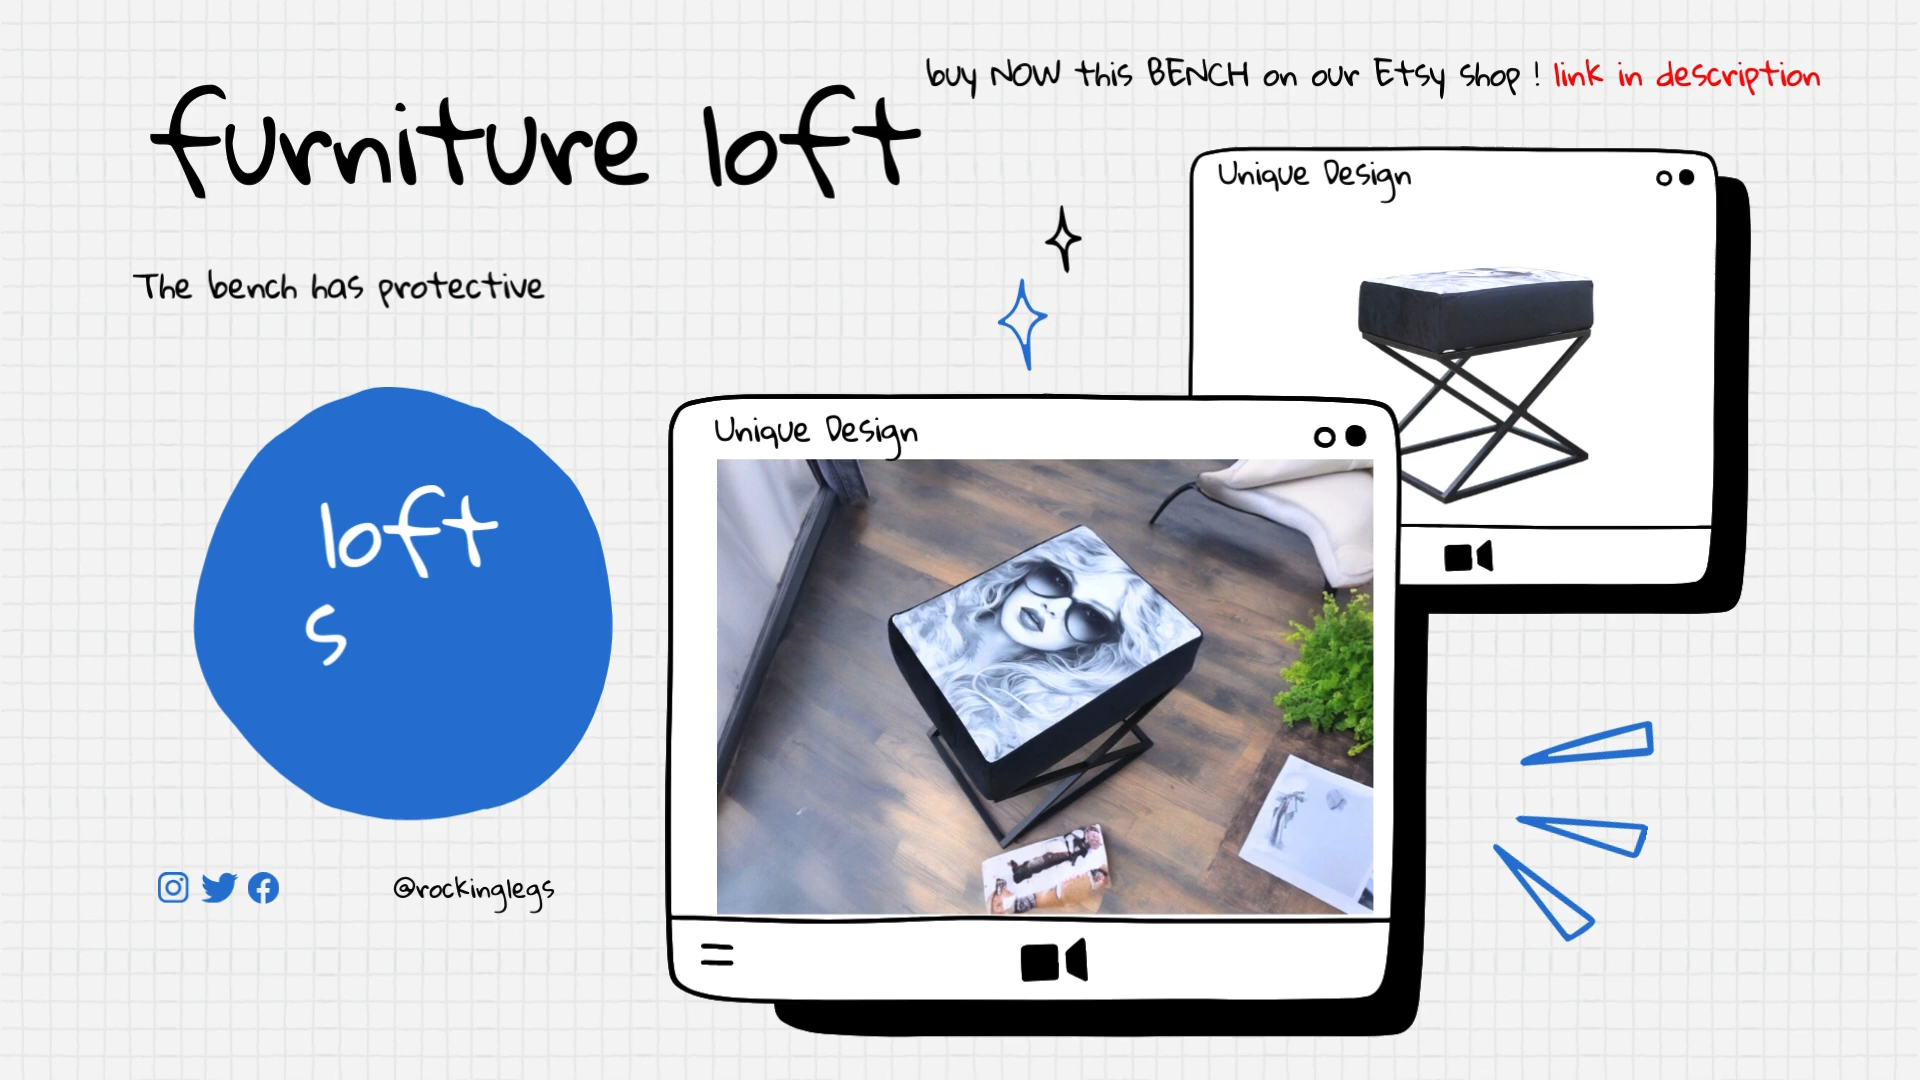 buy NOW this BENCH on our Etsy shop ! link in description
furniture loft
Unique Design
The bench has protective
Unique Design
loft
s
@rockinglegs